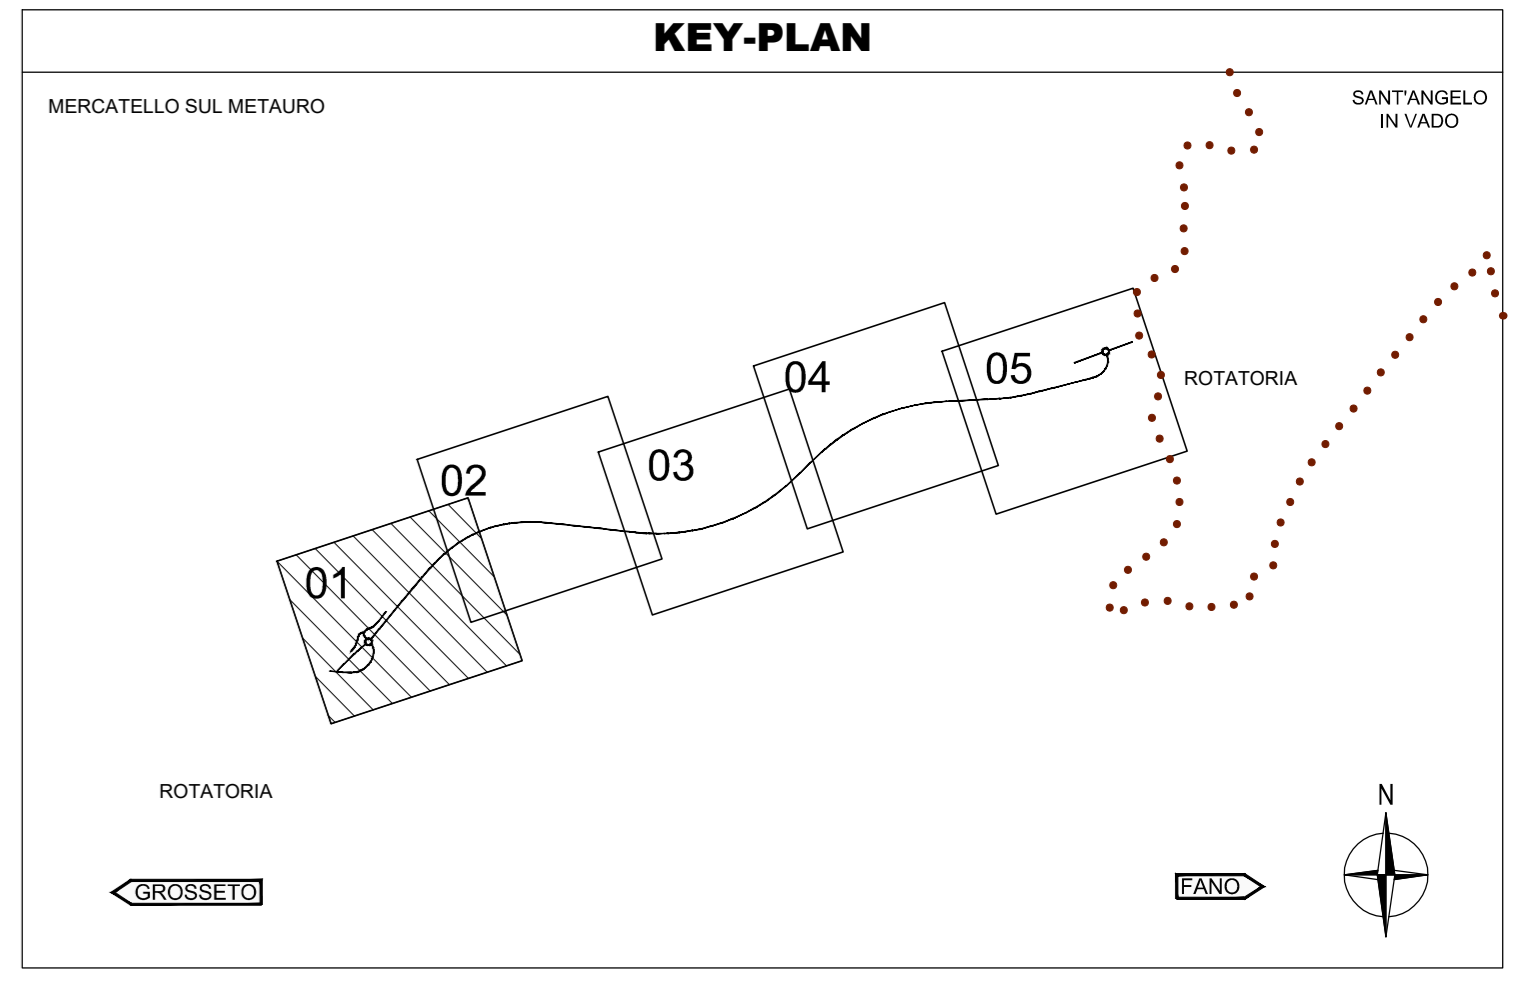 KEY-PLAN
MERCATELLO SUL METAURO
SANT'ANGELO
IN VADO
04
05
ROTATORIA
02
03
01
ROTATORIA
N
GROSSETO
FANO